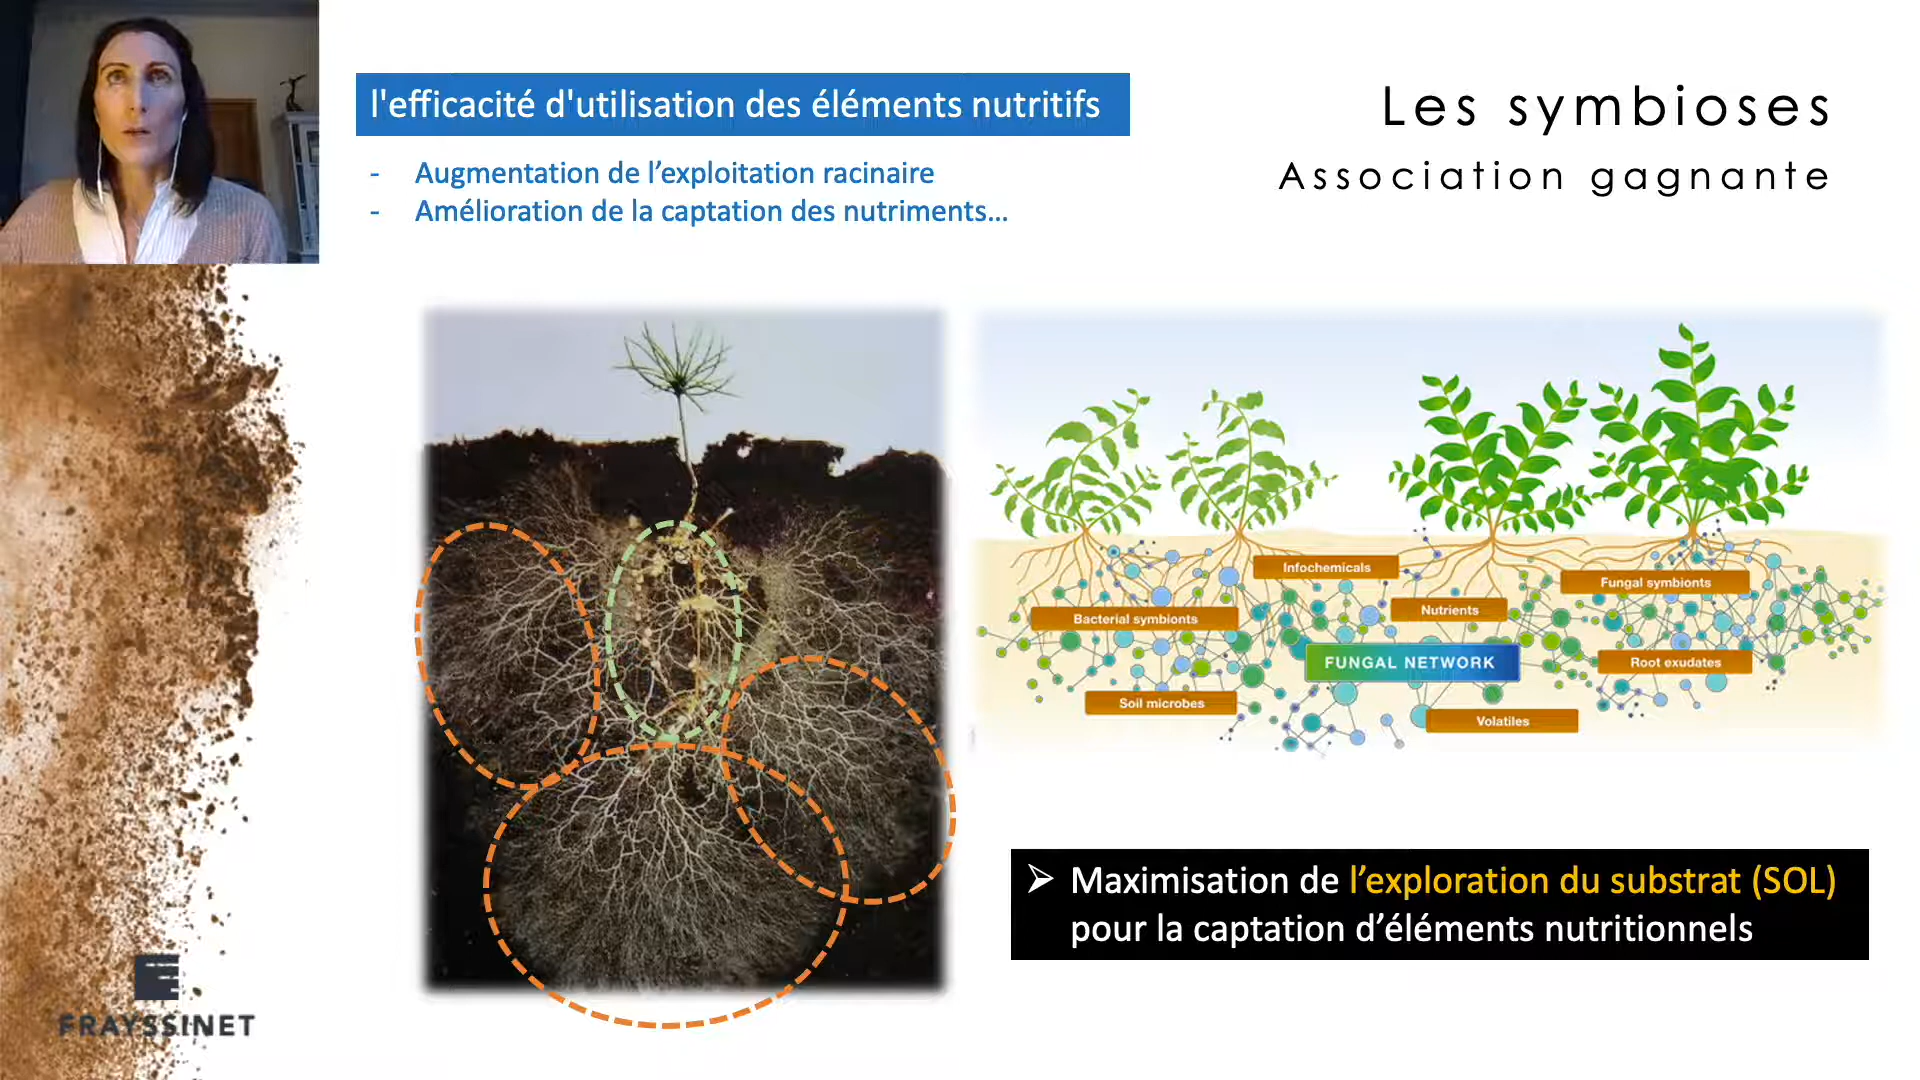 l'efficacité d'utilisation des éléments nutritifs
- Augmentation de l’exploitation racinaire
- Amélioration de la captation des nutriments…
Les symbioses
Association gagnante
Infochemicals
Fungal symbionts
Nutrients
Bacterial symbionts
FUNGAL NETWORK
Root exudates
Soil microbes
Volatiles
➢ Maximisation de l’exploration du substrat (SOL)
pour la captation d’éléments nutritionnels
FRAYSSINET